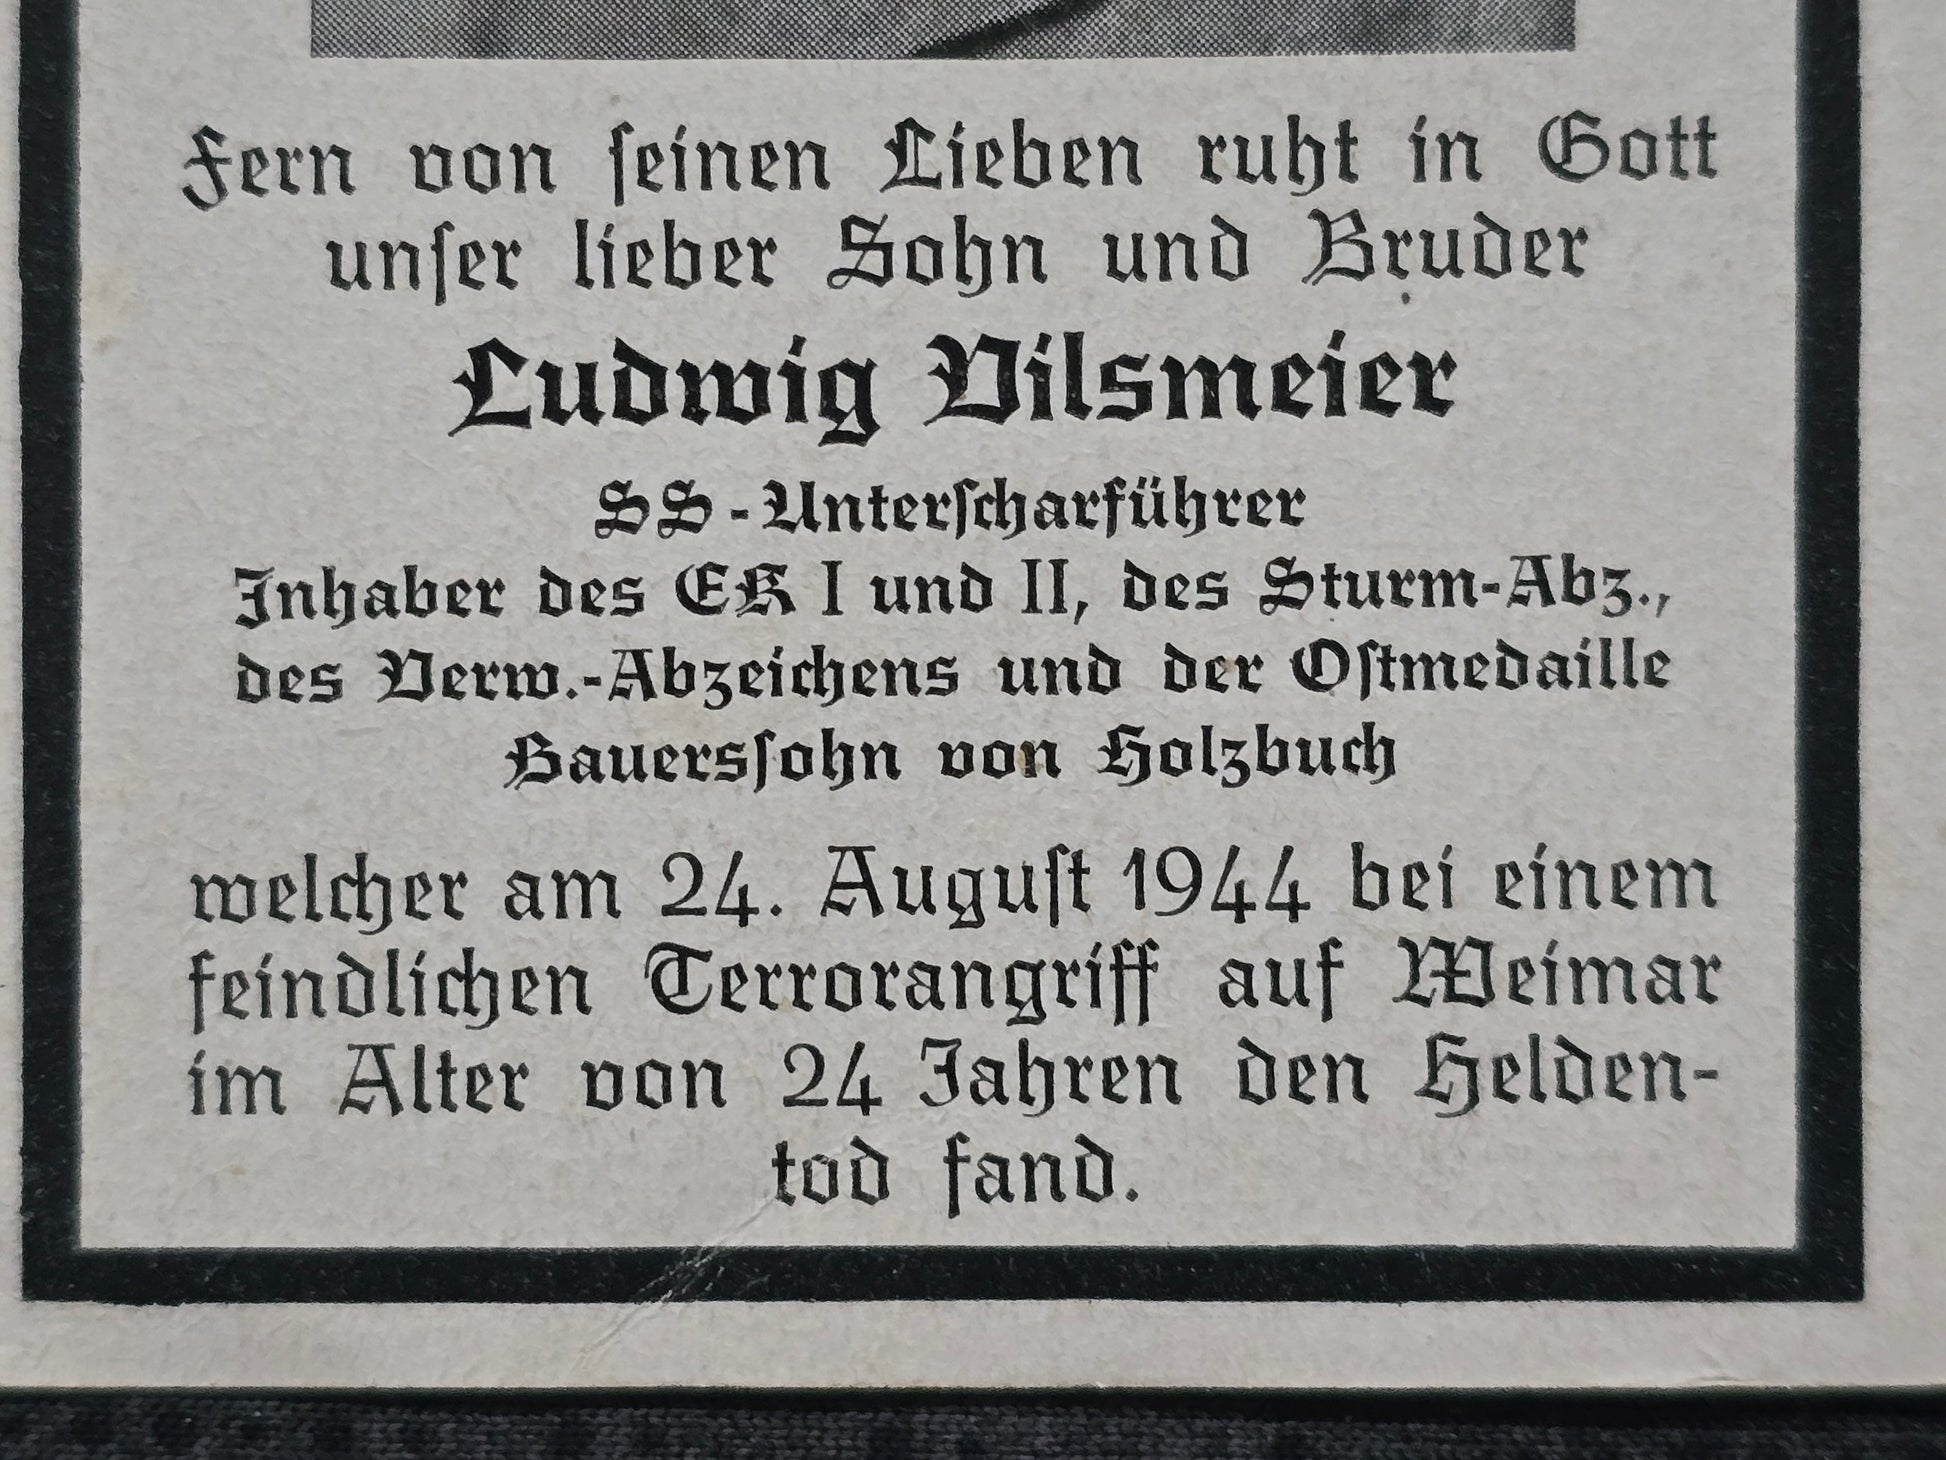 Fern von seinen Lieben ruht in Gott
unser lieber Sohn und Bruder
Ludwig Vilsmeier
SS-Unterscharführer
Inhaber des EK I und II, des Sturm-Abz.,
des Verw.-Abzeichens und der Ostmedaille
Bauerssohn von Holzbuch
welcher am 24. August 1944 bei einem
feindlichen Terrorangriff auf Weimar
im Alter von 24 Jahren den Helden-
tod fand.